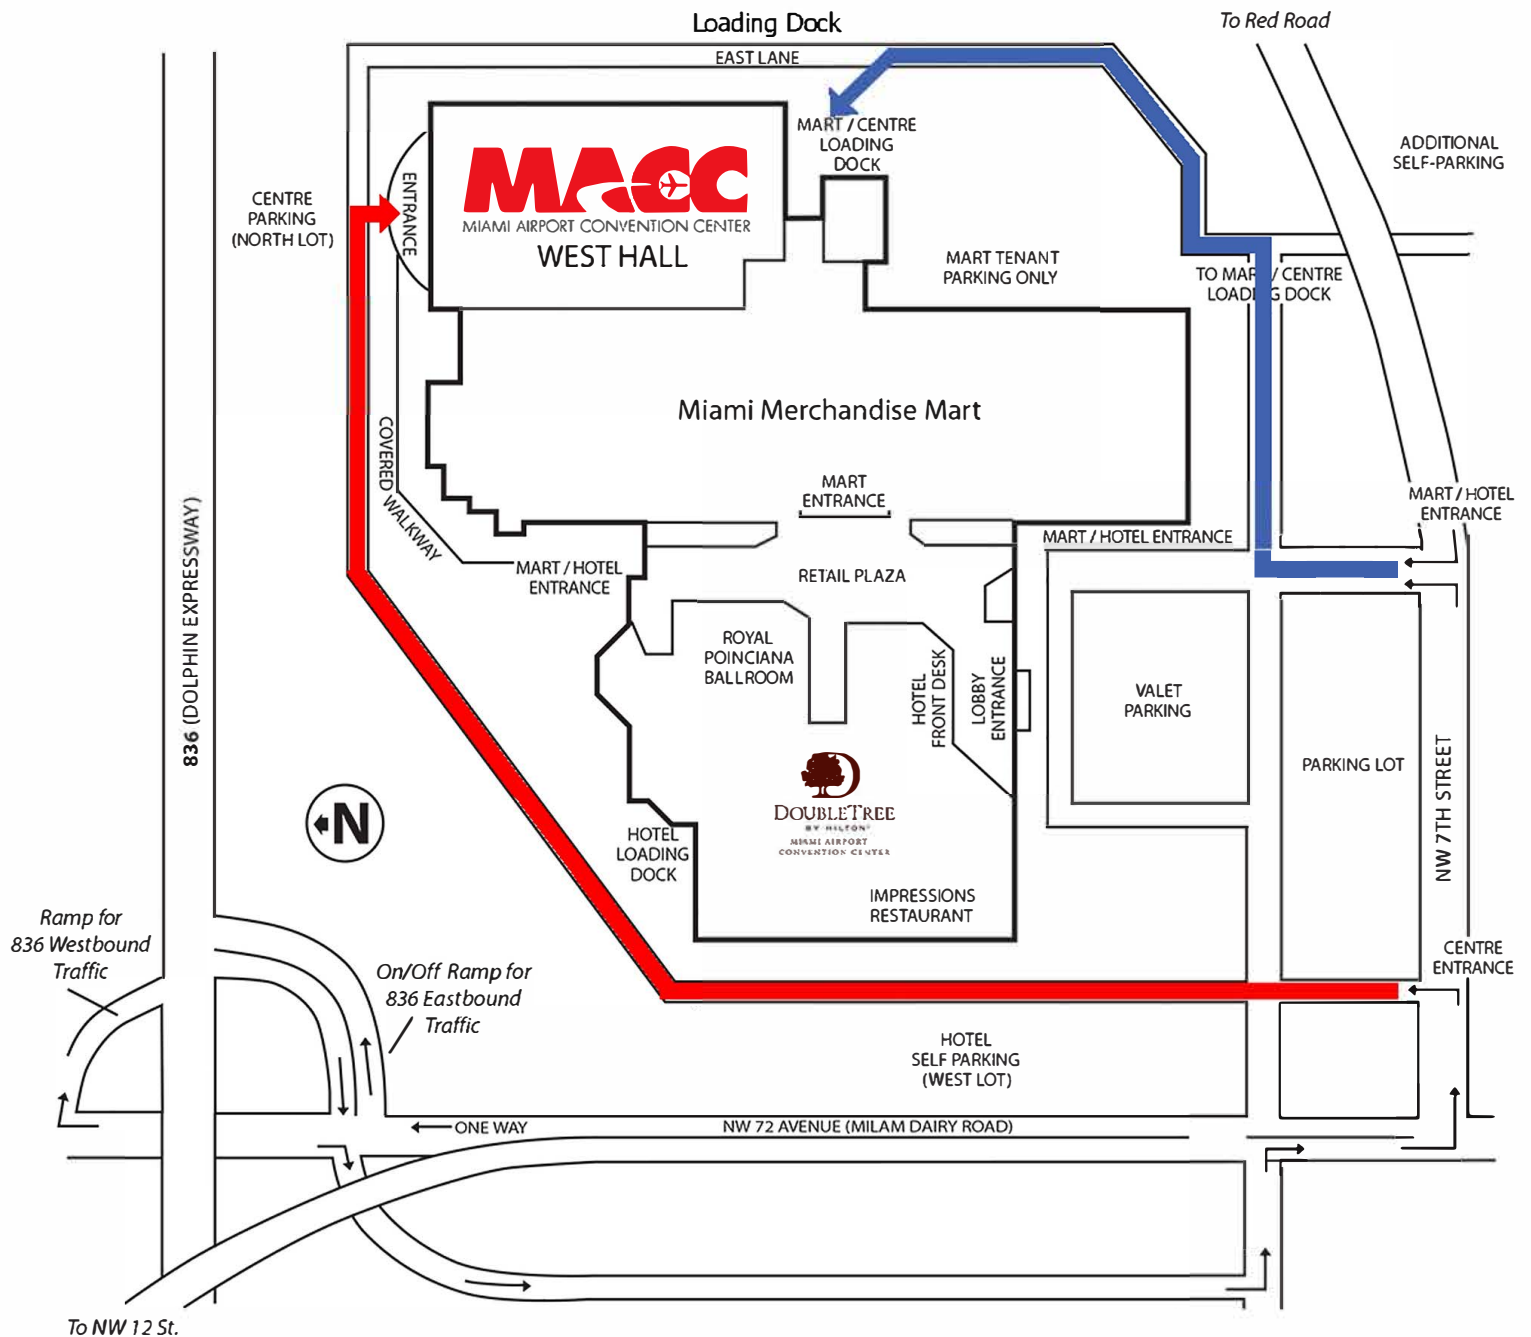 Loading Dock
To Red Road
EAST LANE
MART / CENTRE
LOADING
DOCK
ADDITIONAL
SELF-PARKING
CENTRE
PARKING
(NORTH LOT)
ENTRANCE
MACC
MIAMI AIRPORT CONVENTION CENTER
WEST HALL
MART TENANT
PARKING ONLY
TO MART / CENTRE
LOADING DOCK
Miami Merchandise Mart
COVERED WALKWAY
MART
ENTRANCE
MART / HOTEL
ENTRANCE
MART / HOTEL ENTRANCE
MART / HOTEL
ENTRANCE
RETAIL PLAZA
836 (DOLPHIN EXPRESSWAY)
ROYAL
POINCIANA
BALLROOM
HOTEL
FRONT DESK
LOBBY
ENTRANCE
VALET
PARKING
PARKING LOT
NW 7TH STREET
N
D
DOUBLETREE
BY HILTON
MIAMI AIRPORT
CONVENTION CENTER
HOTEL
LOADING
DOCK
IMPRESSIONS
RESTAURANT
Ramp for
836 Westbound
Traffic
On/Off Ramp for
836 Eastbound
Traffic
CENTRE
ENTRANCE
HOTEL
SELF PARKING
(WEST LOT)
ONE WAY
NW 72 AVENUE (MILAM DAIRY ROAD)
To NW 12 St.